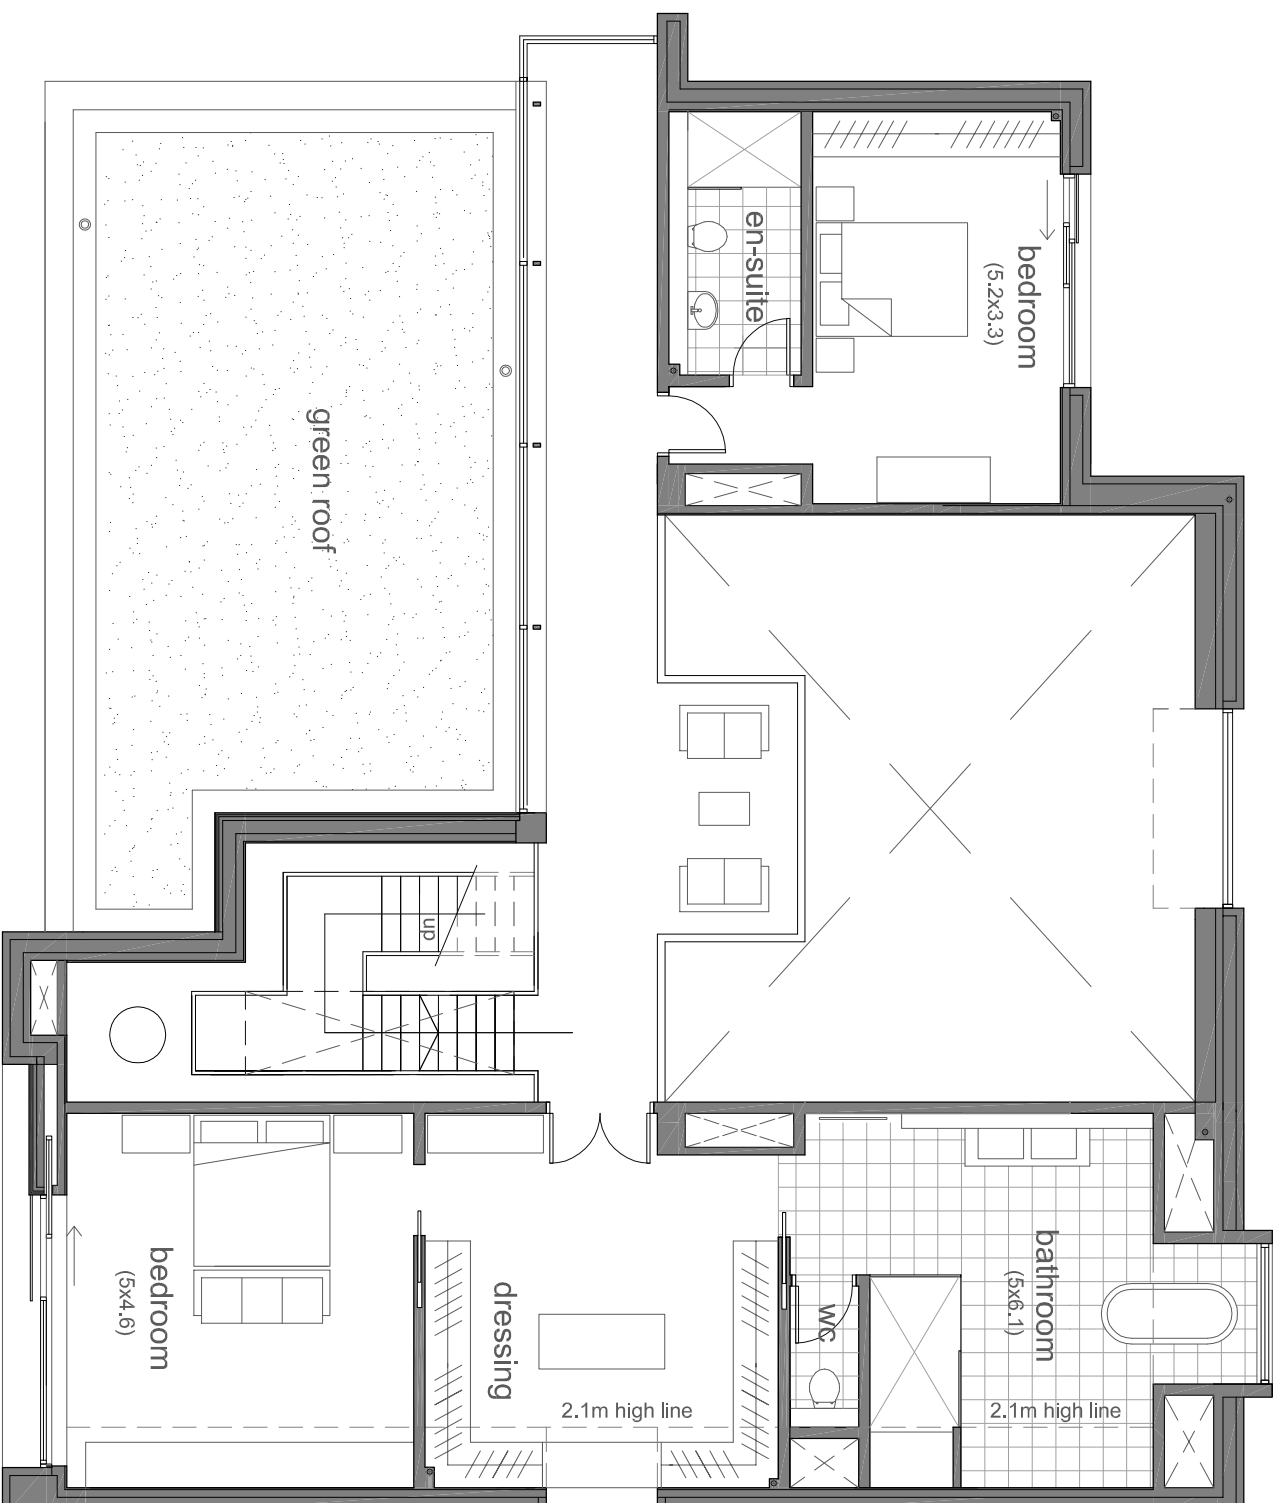 en-suite
bedroom
(5.2x3.3)
green roof
up
bedroom
(5x4.6)
dressing
2.1m high line
wc
bathroom
(5x6.1)
2.1m high line